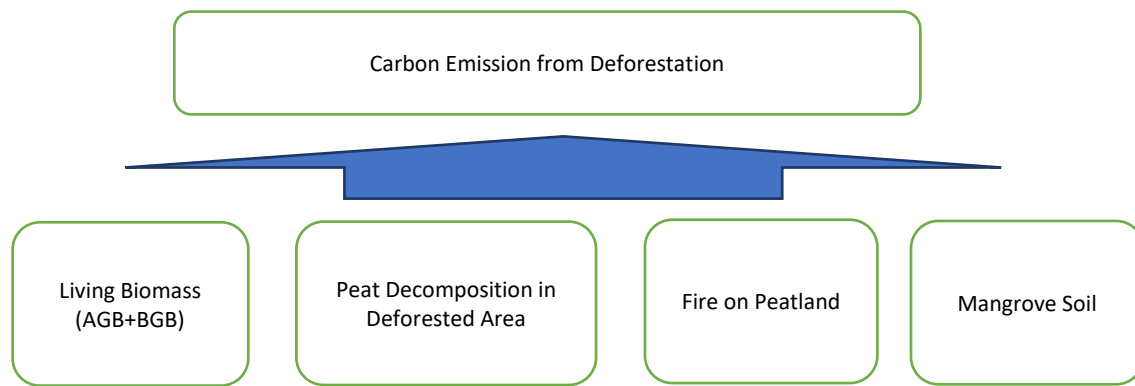 Carbon Emission from Deforestation
Living Biomass
(AGB+BGB)
Peat Decomposition in
Deforested Area
Fire on Peatland
Mangrove Soil